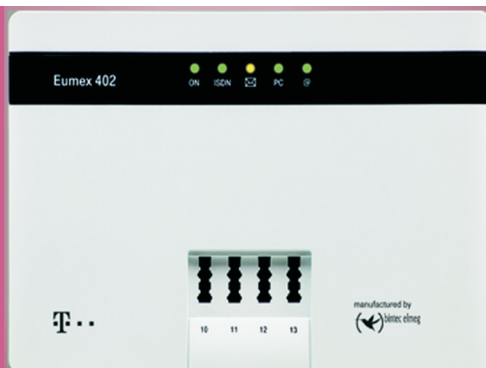 Eumex 402
ON ISDN PC @
T··
10 11 12 13
manufactured by
bintec elmeg